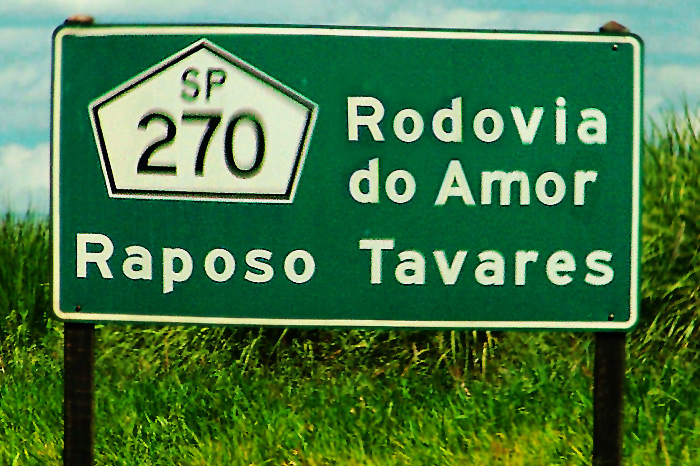 SP
270
Rodovia
do Amor
Raposo Tavares